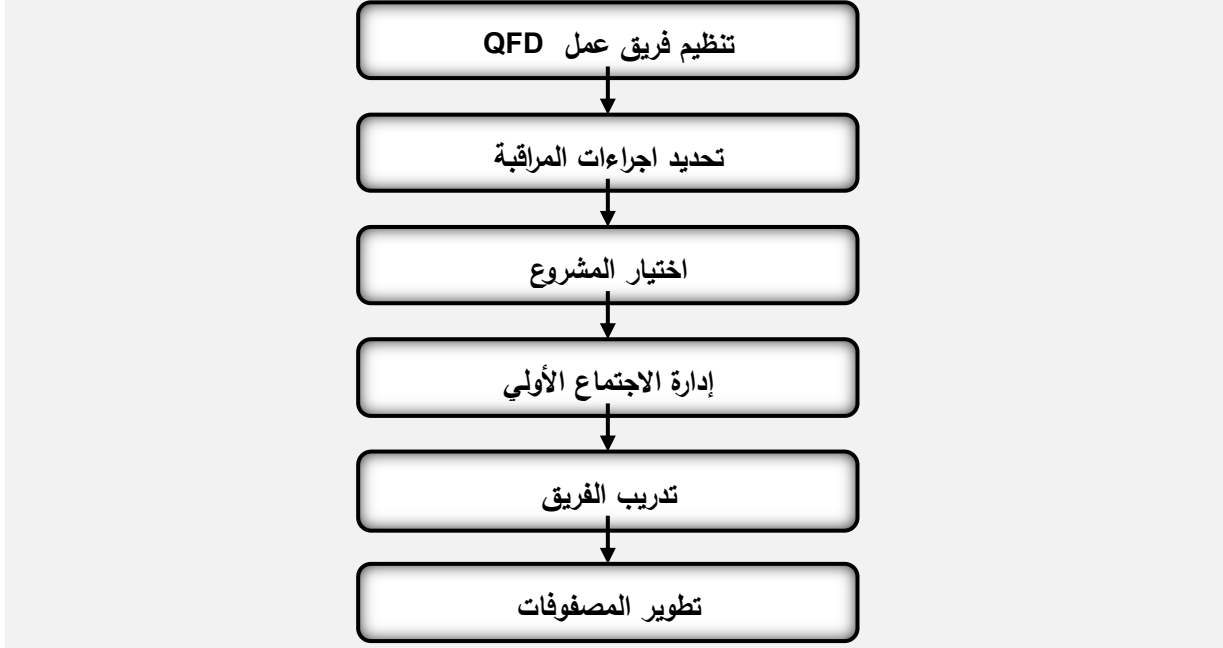 تنظيم فريق عمل QFD
تحديد اجراءات المراقبة
اختيار المشروع
إدارة الاجتماع الأولي
تدريب الفريق
تطوير المصفوفات